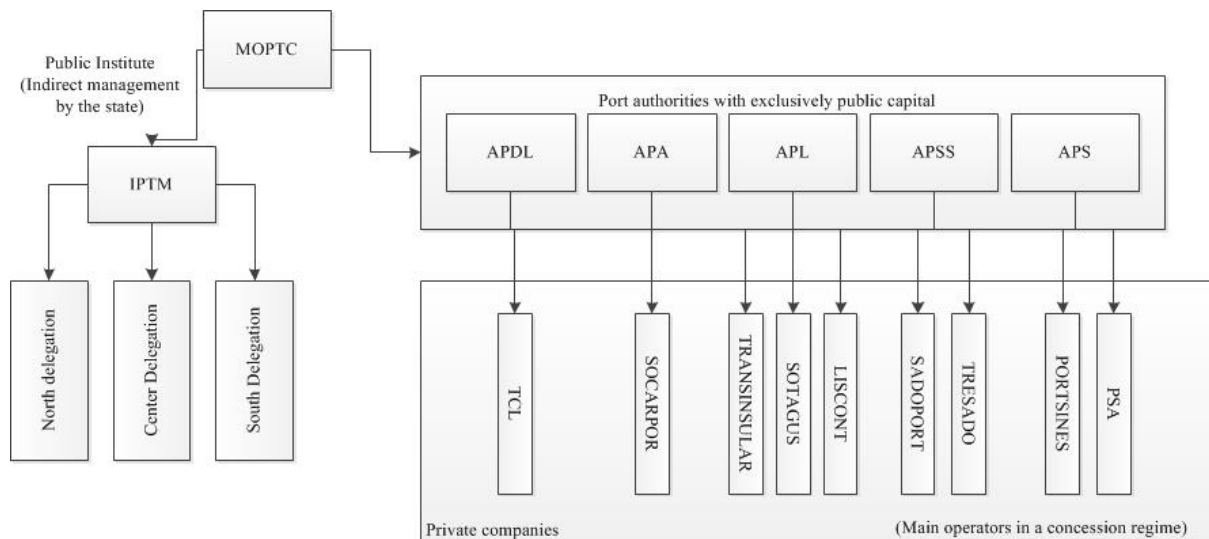 MOPTC
Public Institute
(Indirect management
by the state)
Port authorities with exclusively public capital
APDL
APA
APL
APSS
APS
IPTM
North delegation
Center Delegation
South Delegation
TCL
SOCARPOR
TRANSINSULAR
SOTAGUS
LISCONT
SADOPORT
TRESADO
PORTSINES
PSA
Private companies
(Main operators in a concession regime)